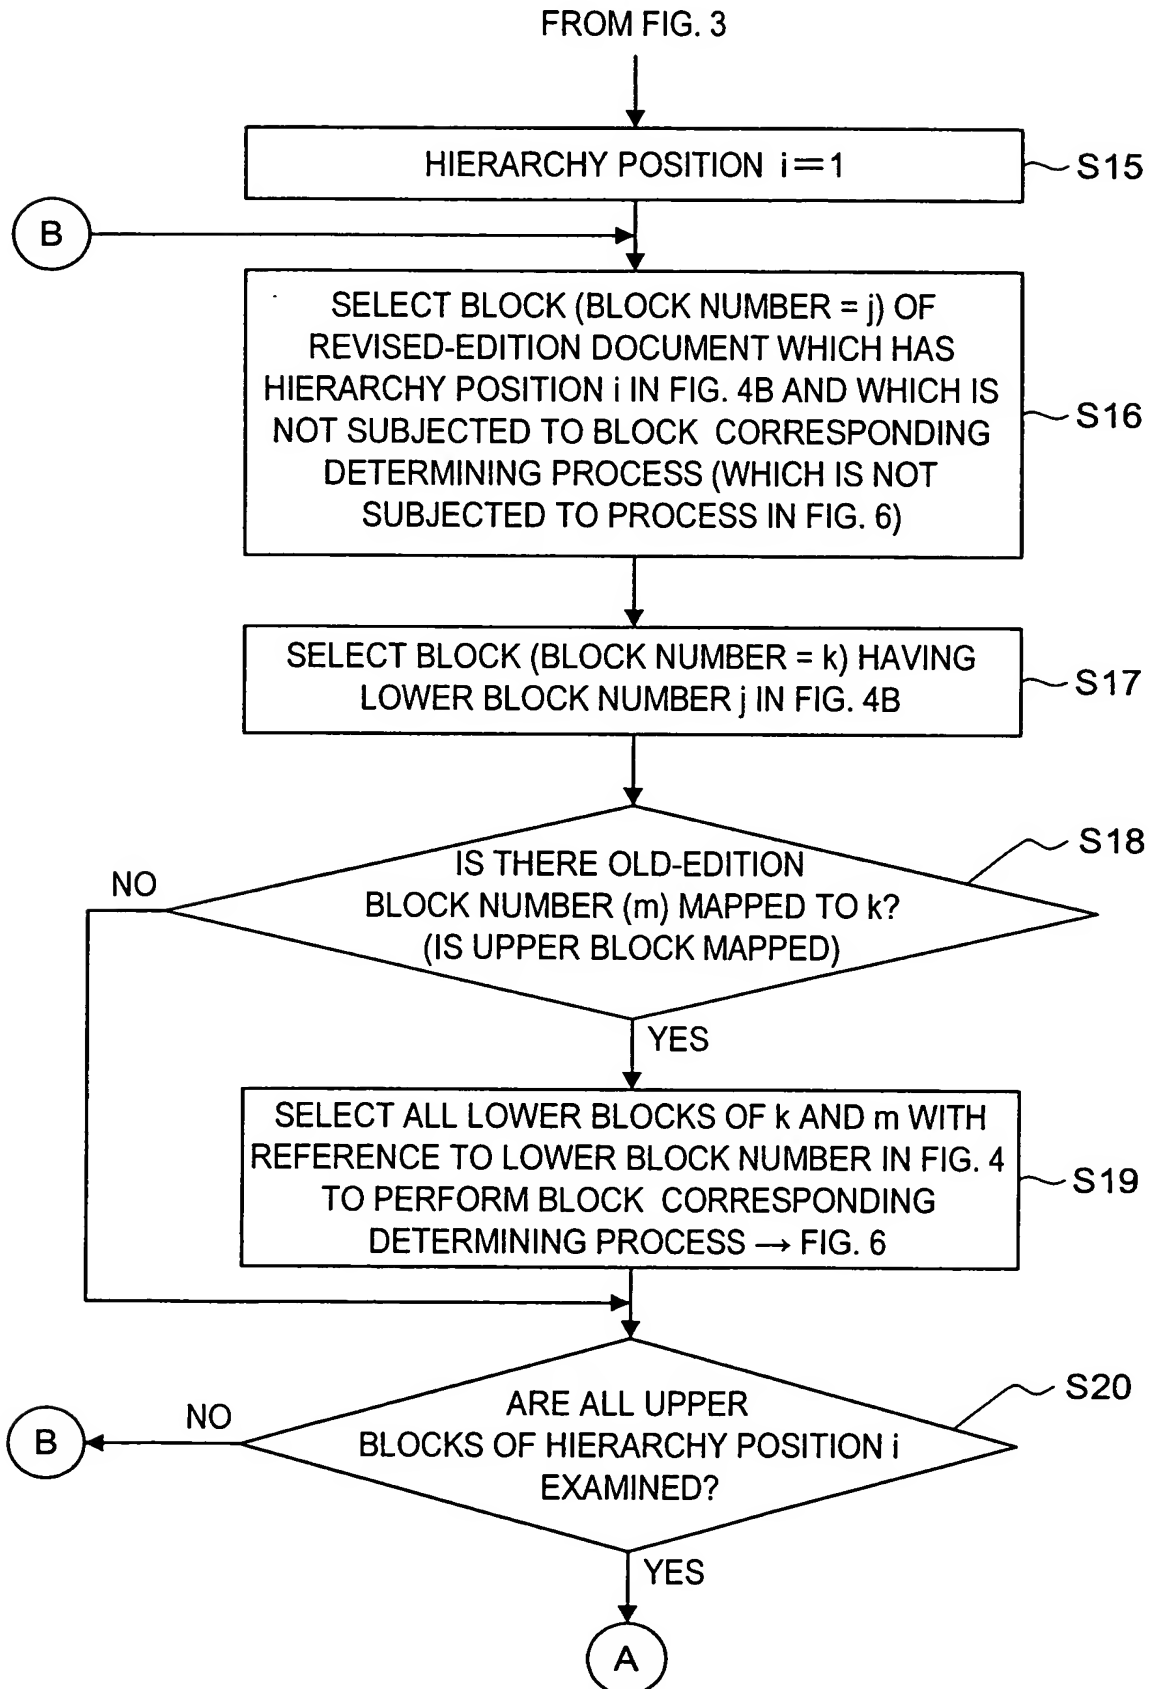 FROM FIG. 3
HIERARCHY POSITION i=1
S15
B
SELECT BLOCK (BLOCK NUMBER = j) OF
REVISED-EDITION DOCUMENT WHICH HAS
HIERARCHY POSITION i IN FIG. 4B AND WHICH IS
NOT SUBJECTED TO BLOCK CORRESPONDING
DETERMINING PROCESS (WHICH IS NOT
SUBJECTED TO PROCESS IN FIG. 6)
S16
SELECT BLOCK (BLOCK NUMBER = k) HAVING
LOWER BLOCK NUMBER j IN FIG. 4B
S17
IS THERE OLD-EDITION
BLOCK NUMBER (m) MAPPED TO k?
(IS UPPER BLOCK MAPPED)
S18
NO
YES
SELECT ALL LOWER BLOCKS OF k AND m WITH
REFERENCE TO LOWER BLOCK NUMBER IN FIG. 4
TO PERFORM BLOCK CORRESPONDING
DETERMINING PROCESS → FIG. 6
S19
ARE ALL UPPER
BLOCKS OF HIERARCHY POSITION i
EXAMINED?
S20
NO
B
YES
A